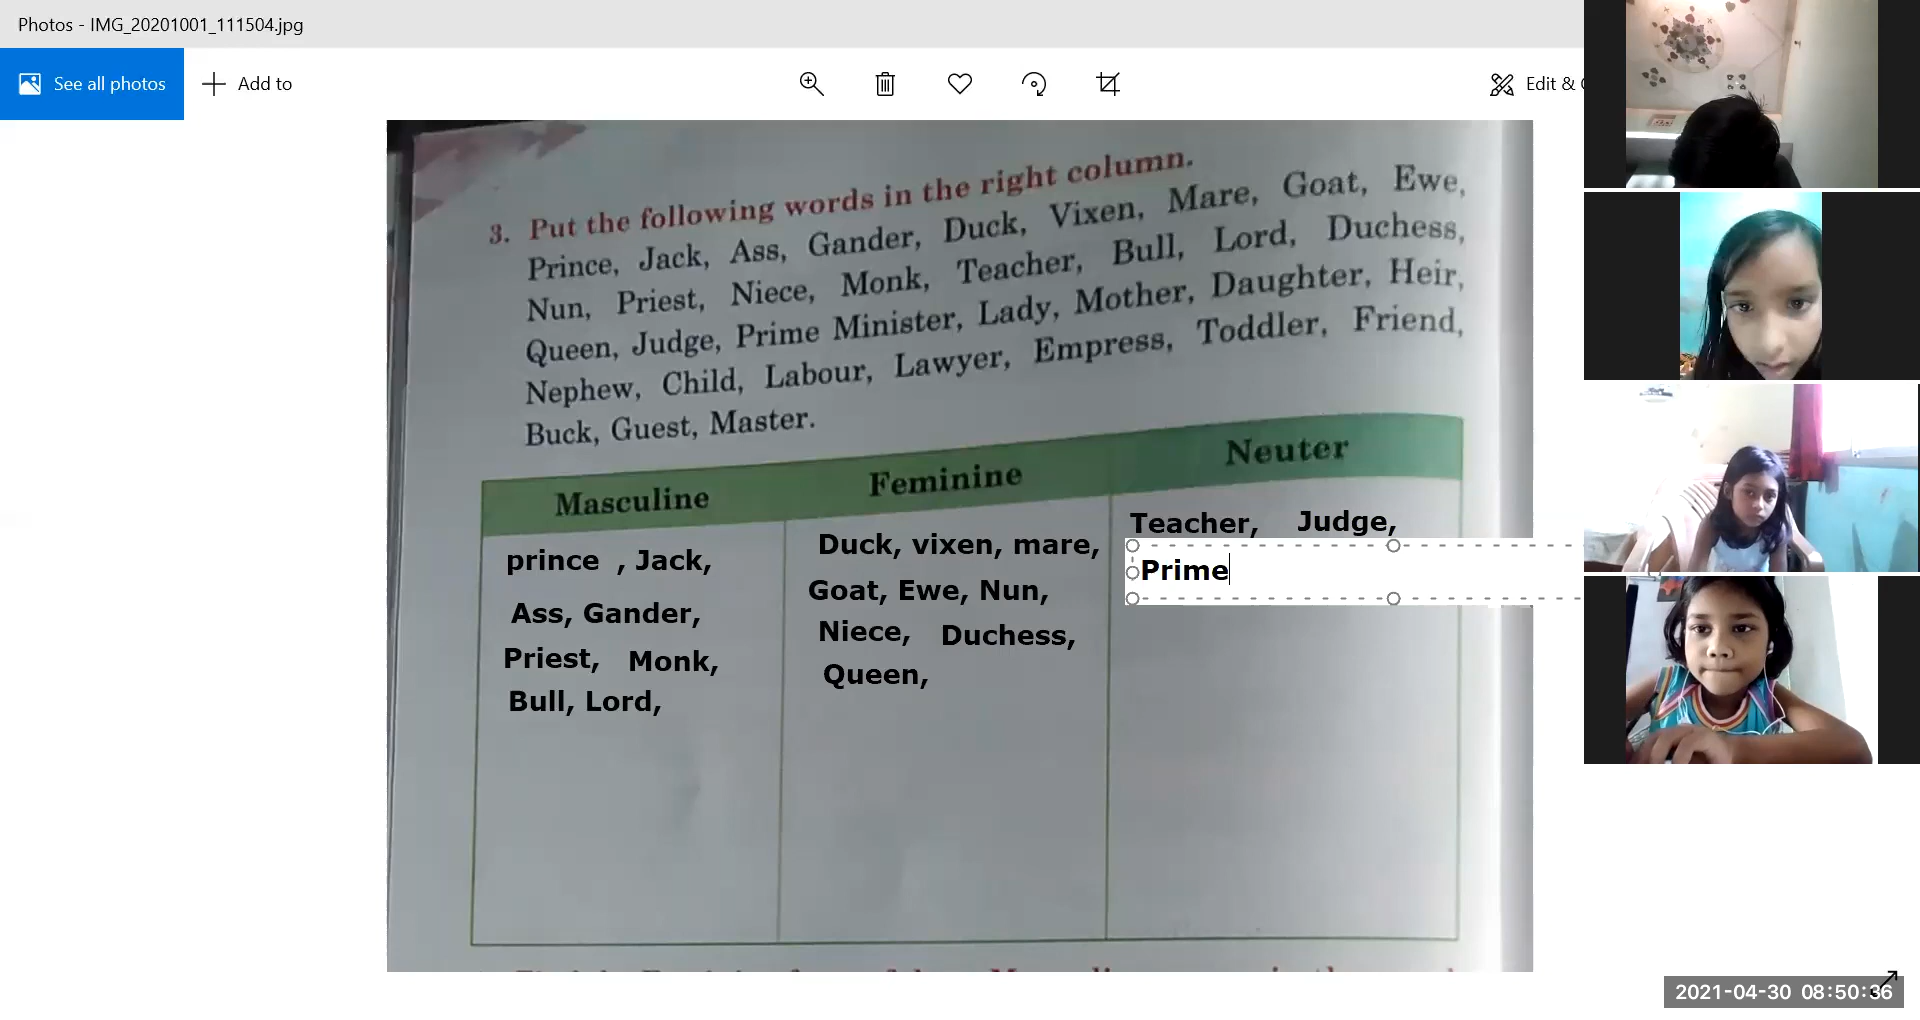 Photos - IMG_20201001_111504.jpg
See all photos
Add to
Edit &
3. Put the following words in the right column.
Prince, Jack, Ass, Gander, Duck, Vixen, Mare, Goat, Ewe,
Nun, Priest, Niece, Monk, Teacher, Bull, Lord, Duchess,
Queen, Judge, Prime Minister, Lady, Mother, Daughter, Heir,
Nephew, Child, Labour, Lawyer, Empress, Toddler, Friend,
Buck, Guest, Master.
Masculine Feminine Neuter
prince , Jack,
Ass, Gander,
Priest, Monk,
Bull, Lord,
Duck, vixen, mare,
Goat, Ewe, Nun,
Niece, Duchess,
Queen,
Teacher, Judge,
Prime
2021-04-30 08:50:36